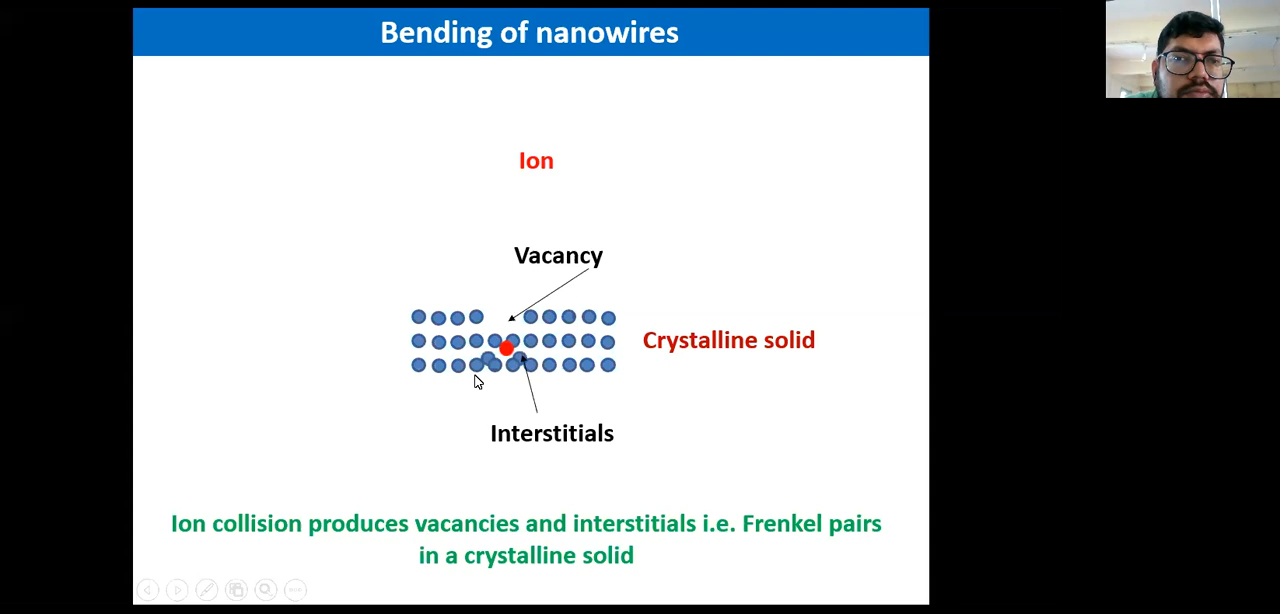 Bending of nanowires
Ion
Vacancy
Crystalline solid
Interstitials
Ion collision produces vacancies and interstitials i.e. Frenkel pairs
in a crystalline solid